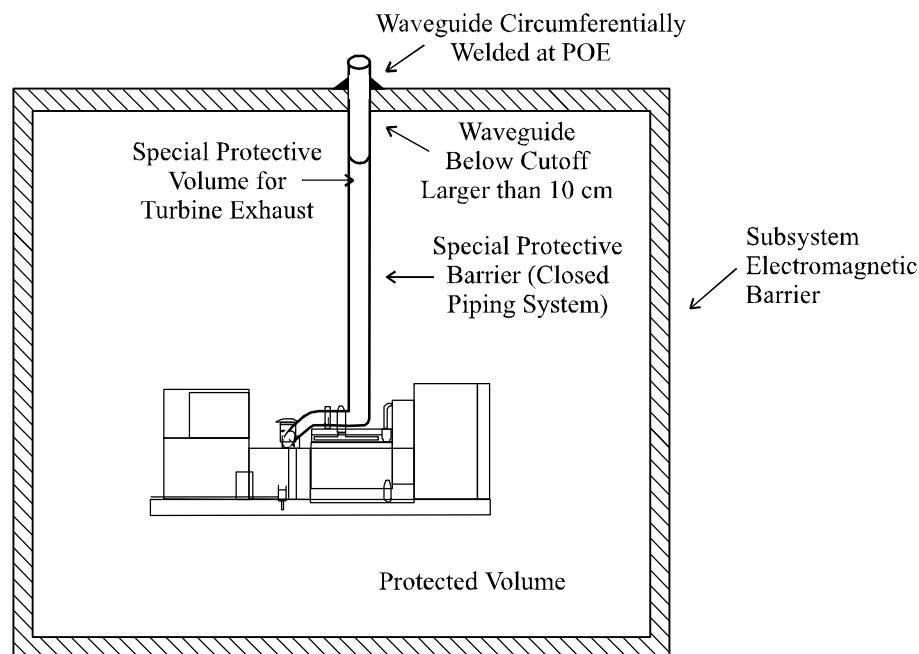 Waveguide Circumferentially
Welded at POE
Special Protective
Volume for
Turbine Exhaust
Waveguide
Below Cutoff
Larger than 10 cm
Special Protective
Barrier (Closed
Piping System)
Subsystem
Electromagnetic
Barrier
Protected Volume